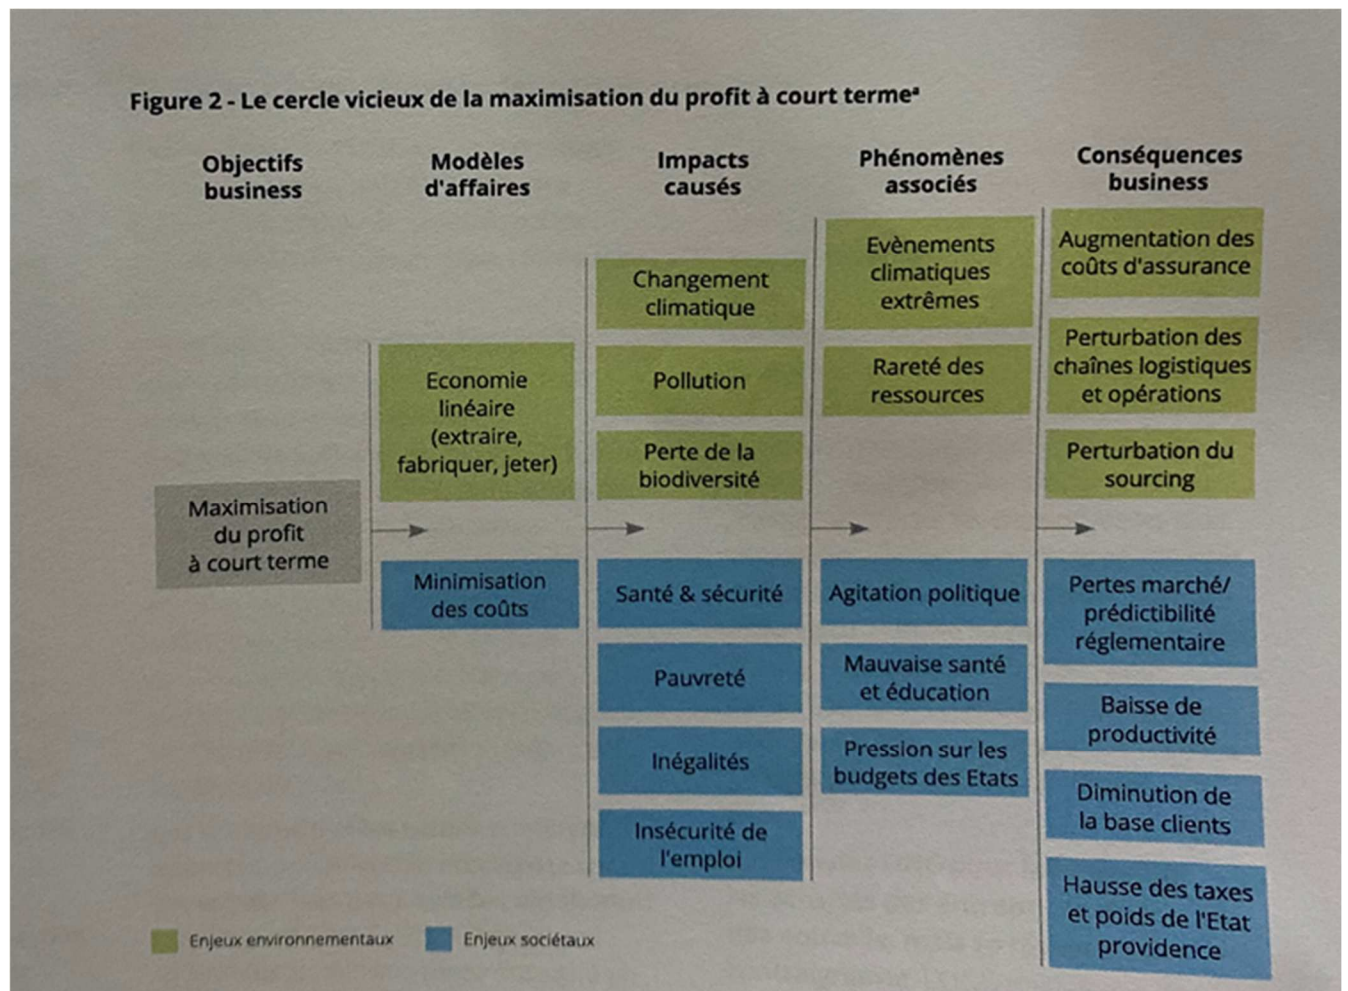 Figure 2 - Le cercle vicieux de la maximisation du profit à court termeª
Objectifs
business
Modèles
d'affaires
Impacts
causés
Phénomènes
associés
Conséquences
business
Maximisation
du profit
à court terme
Economie
linéaire
(extraire,
fabriquer, jeter)
Minimisation
des coûts
Changement
climatique
Pollution
Perte de la
biodiversité
Santé & sécurité
Pauvreté
Inégalités
Insécurité de
l'emploi
Evènements
climatiques
extrêmes
Rareté des
ressources
Agitation politique
Mauvaise santé
et éducation
Pression sur les
budgets des Etats
Augmentation des
coûts d'assurance
Perturbation des
chaînes logistiques
et opérations
Perturbation du
sourcing
Pertes marché/
prédictibilité
réglementaire
Baisse de
productivité
Diminution de
la base clients
Hausse des taxes
et poids de l'Etat
providence
Enjeux environnementaux
Enjeux sociétaux